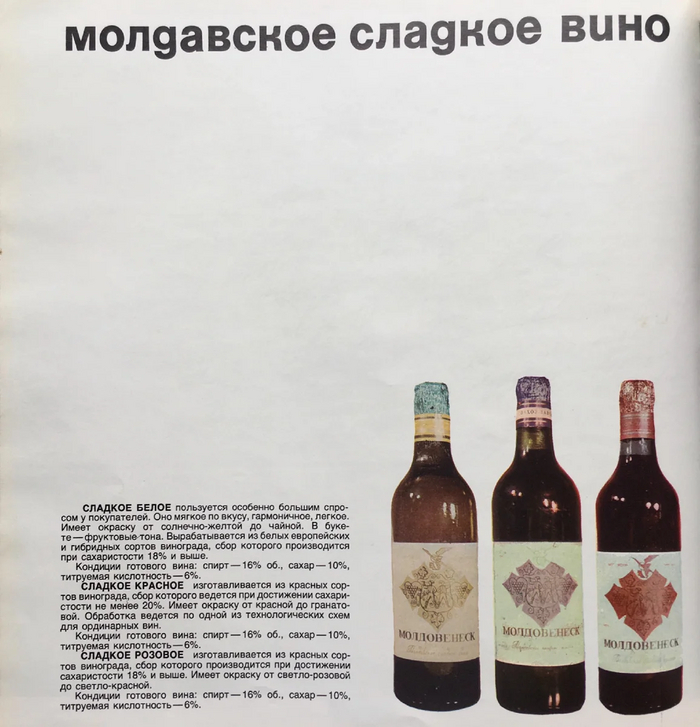 молдавское сладкое вино
СЛАДКОЕ БЕЛОЕ пользуется особенно большим спро-
сом у покупателей. Оно мягкое по вкусу, гармоничное, легкое.
Имеет окраску от солнечно-желтой до чайной. В буке-
те — фруктовые тона. Вырабатывается из белых европейских
и гибридных сортов винограда, сбор которого производится
при сахаристости 18% и выше.
Кондиции готового вина: спирт — 16% об., сахар — 10%,
титруемая кислотность — 6%.
СЛАДКОЕ КРАСНОЕ изготавливается из красных сор-
тов винограда, сбор которых ведется при достижении сахари-
стости не менее 20%. Имеет окраску от красной до гранато-
вой. Обработка ведется по одной из технологических схем
для ординарных вин.
Кондиции готового вина: спирт — 16% об., сахар — 10%,
титруемая кислотность — 6%.
СЛАДКОЕ РОЗОВОЕ изготавливается из красных сор-
тов винограда, сбор которых производится при достижении
сахаристости 18% и выше. Имеет окраску от светло-розовой
до светло-красной.
Кондиции готового вина: спирт — 16% об., сахар — 10%,
титруемая кислотность — 6%.
МОЛДОВЕНЕСК
МОЛДОВЕНЕСК
МОЛДОВЕНЕСК